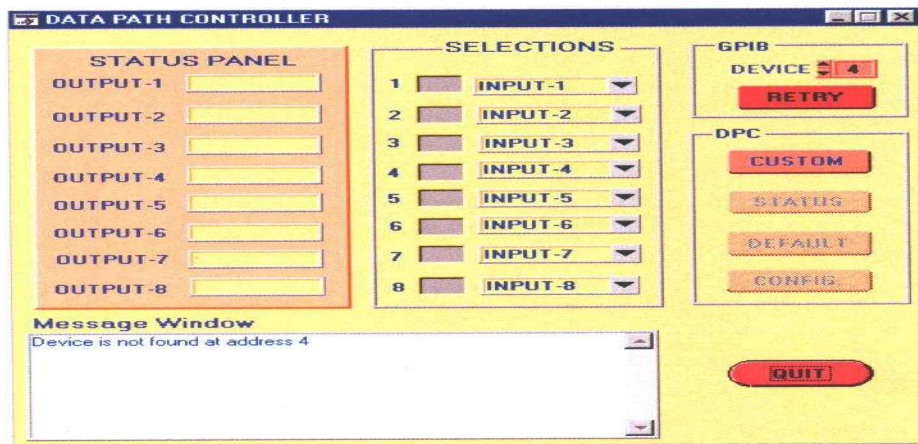 DATA PATH CONTROLLER
STATUS PANEL
OUTPUT-1
OUTPUT-2
OUTPUT-3
OUTPUT-4
OUTPUT-5
OUTPUT-6
OUTPUT-7
OUTPUT-8
SELECTIONS
1 INPUT-1
2 INPUT-2
3 INPUT-3
4 INPUT-4
5 INPUT-5
6 INPUT-6
7 INPUT-7
8 INPUT-8
GPIB
DEVICE 4
RETRY
DPC
CUSTOM
STATUS
DEFAULT
CONFIG.
Message Window
Device is not found at address 4
QUIT